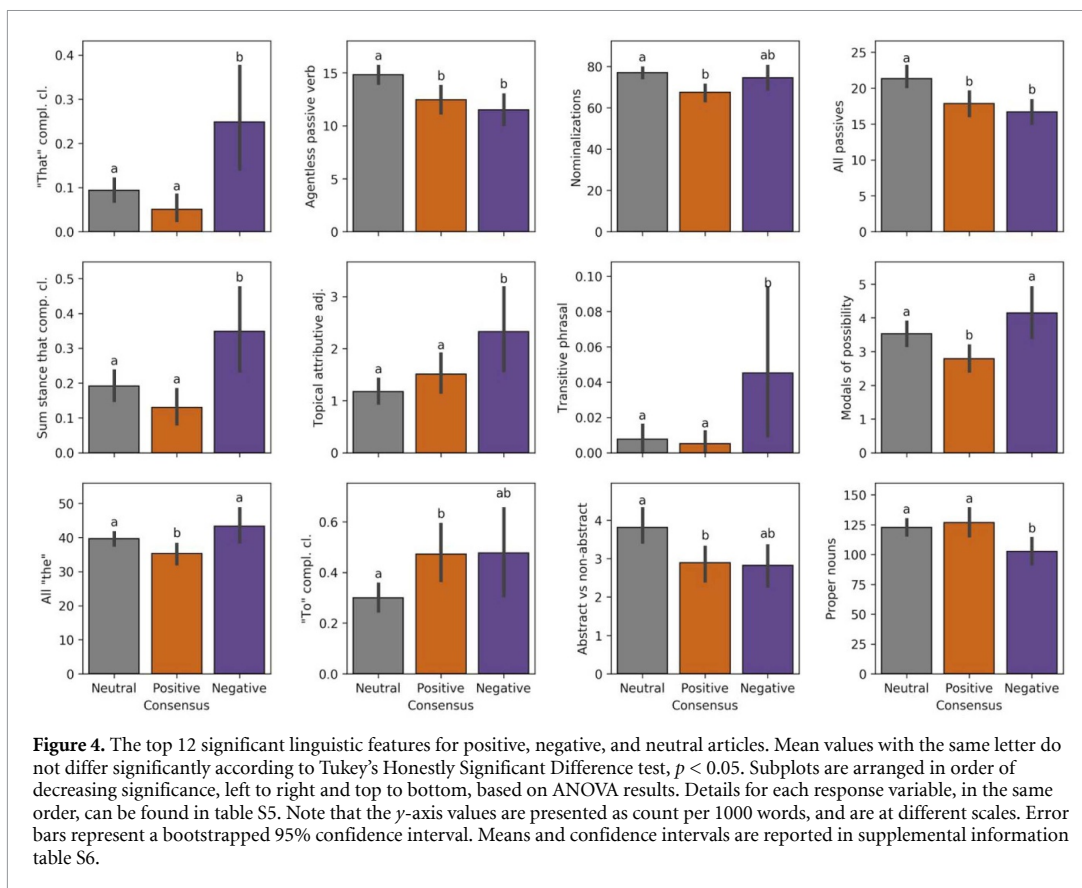 "That" compl. cl.
0.4
0.3
0.2
0.1
0.0
a
a
b
Agentless passive verb
15
10
5
0
a
b
b
Nominalizations
80
60
40
20
0
a
b
ab
All passives
25
20
15
10
5
0
a
b
b
Sum stance that comp. cl.
0.5
0.4
0.3
0.2
0.1
0.0
a
a
b
Topical attributive adj.
3.
2
1
0
a
a
b
Transitive phrasal
0.10
0.08
0.06
0.04
0.02
0.00
a
a
b
Modals of possibility
5
4
3
2
1
0
a
b
a
All "the"
50
40
30
20
10
0
a
b
a
Neutral Positive Negative
Consensus
"To" compl. cl.
0.6
0.4
0.2
0.0
a
b
ab
Neutral Positive Negative
Consensus
Abstract vs non-abstract
4
3
2
1
0
a
b
ab
Neutral Positive Negative
Consensus
Proper nouns
150
125
100
75
50
25
0
a
a
b
Neutral Positive Negative
Consensus
Figure 4. The top 12 significant linguistic features for positive, negative, and neutral articles. Mean values with the same letter do
not differ significantly according to Tukey's Honestly Significant Difference test, p < 0.05. Subplots are arranged in order of
decreasing significance, left to right and top to bottom, based on ANOVA results. Details for each response variable, in the same
order, can be found in table S5. Note that the y-axis values are presented as count per 1000 words, and are at different scales. Error
bars represent a bootstrapped 95% confidence interval. Means and confidence intervals are reported in supplemental information
table S6.